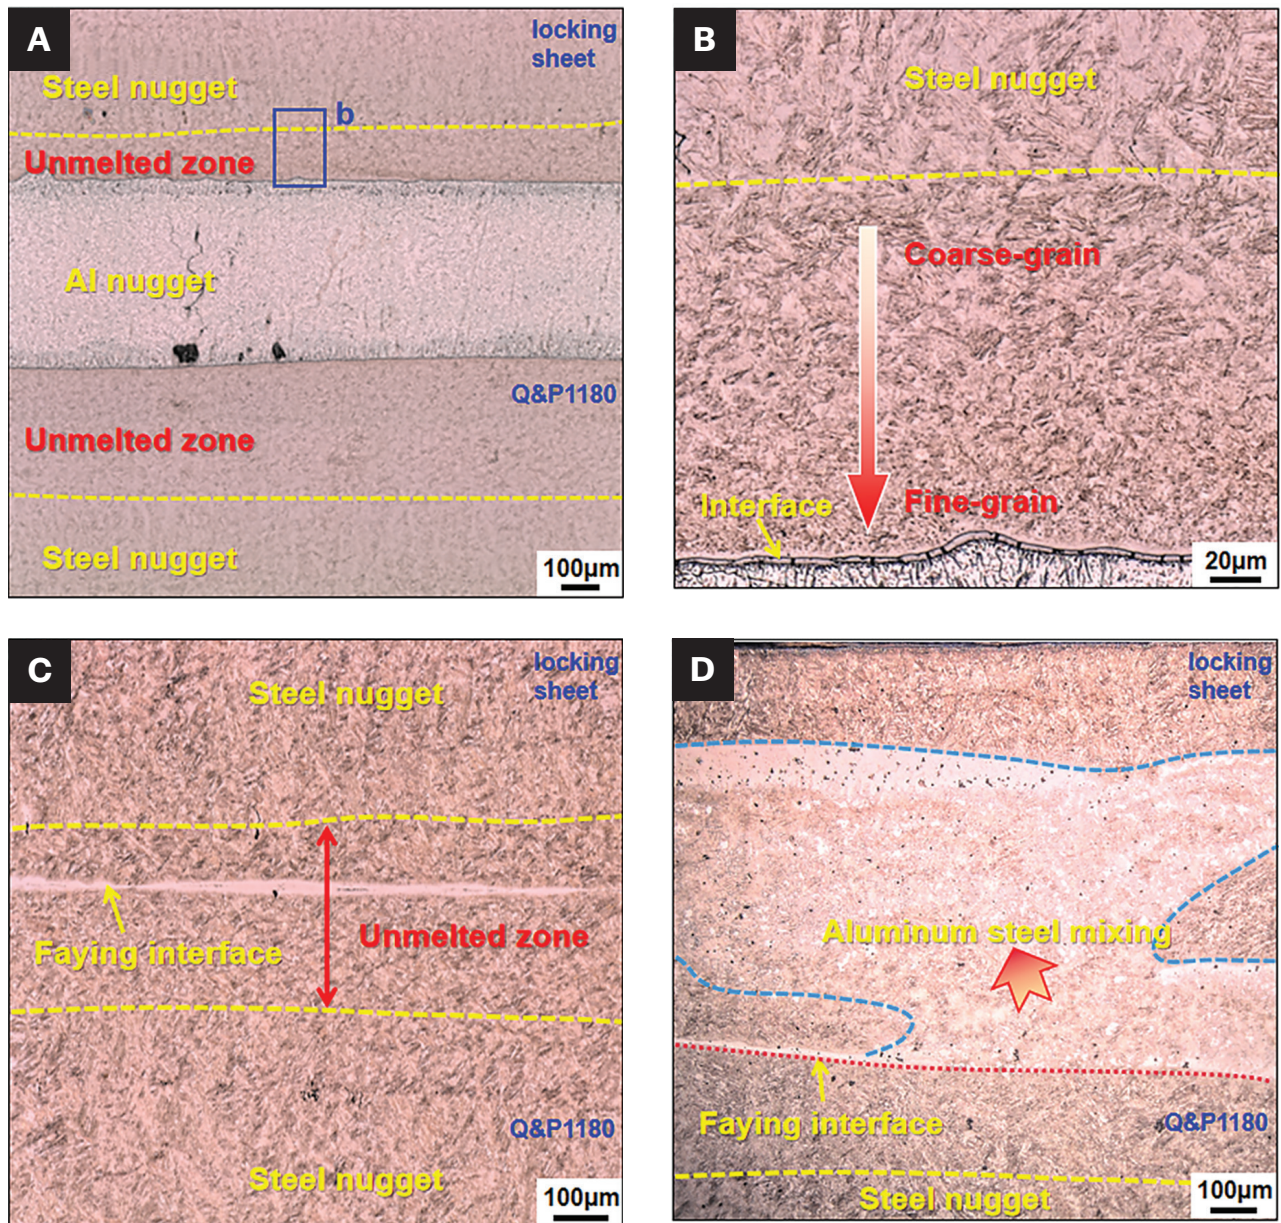 A
locking
sheet
Steel nugget
b
Unmelted zone
Al nugget
Q&P1180
Unmelted zone
Steel nugget
100μm
B
Steel nugget
Coarse-grain
Interface
Fine-grain
20μm
C
locking
sheet
Steel nugget
Faying interface
Unmelted zone
Q&P1180
Steel nugget
100μm
D
locking
sheet
Aluminum steel mixing
Faying interface
Q&P1180
Steel nugget
100μm